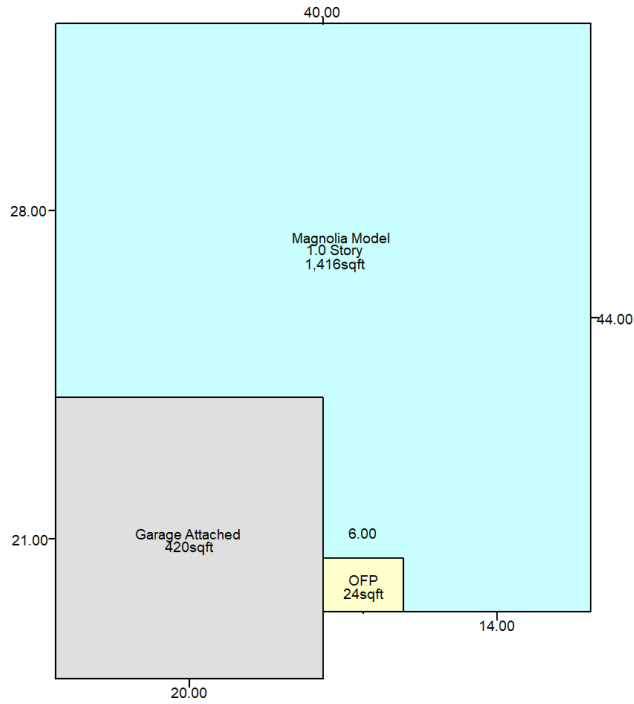 40.00
28.00
Magnolia Model
1.0 Story
1,416sqft
44.00
Garage Attached
420sqft
21.00
6.00
OFP
24sqft
14.00
20.00